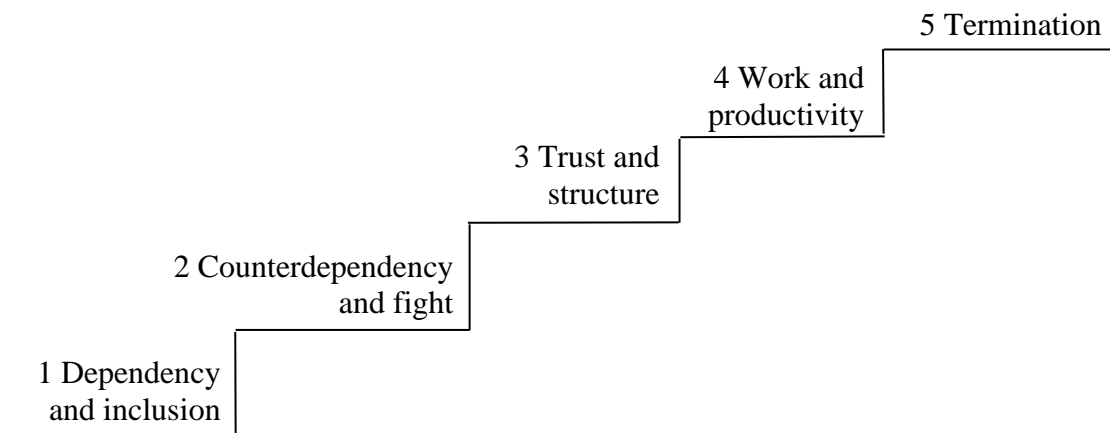 5 Termination
4 Work and
productivity
3 Trust and
structure
2 Counterdependency
and fight
1 Dependency
and inclusion